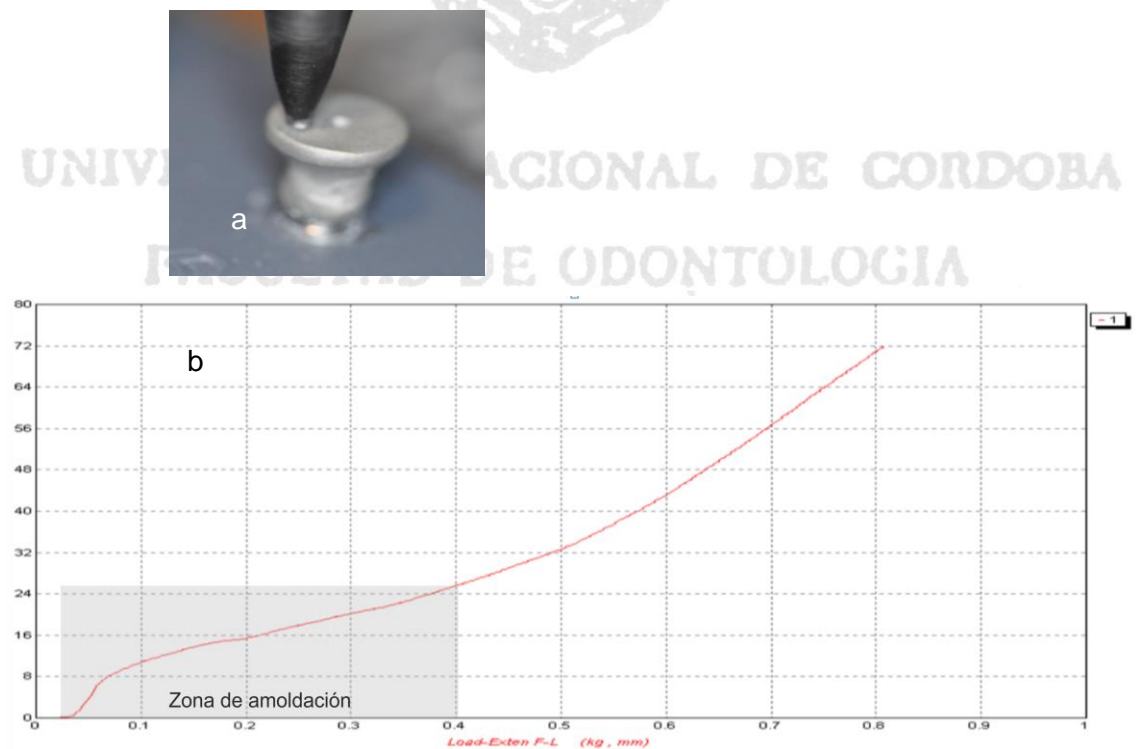 UNIV ACIONAL DE CORDOBA
a
DE ODONTOLOGIA
80
b
- 1
72
64
56
48
40
32
24
16
8
Zona de amoldación
0
0 0.1 0.2 0.3 0.4 0.5 0.6 0.7 0.8 0.9 1
Load-Exten F-L (kg , mm)